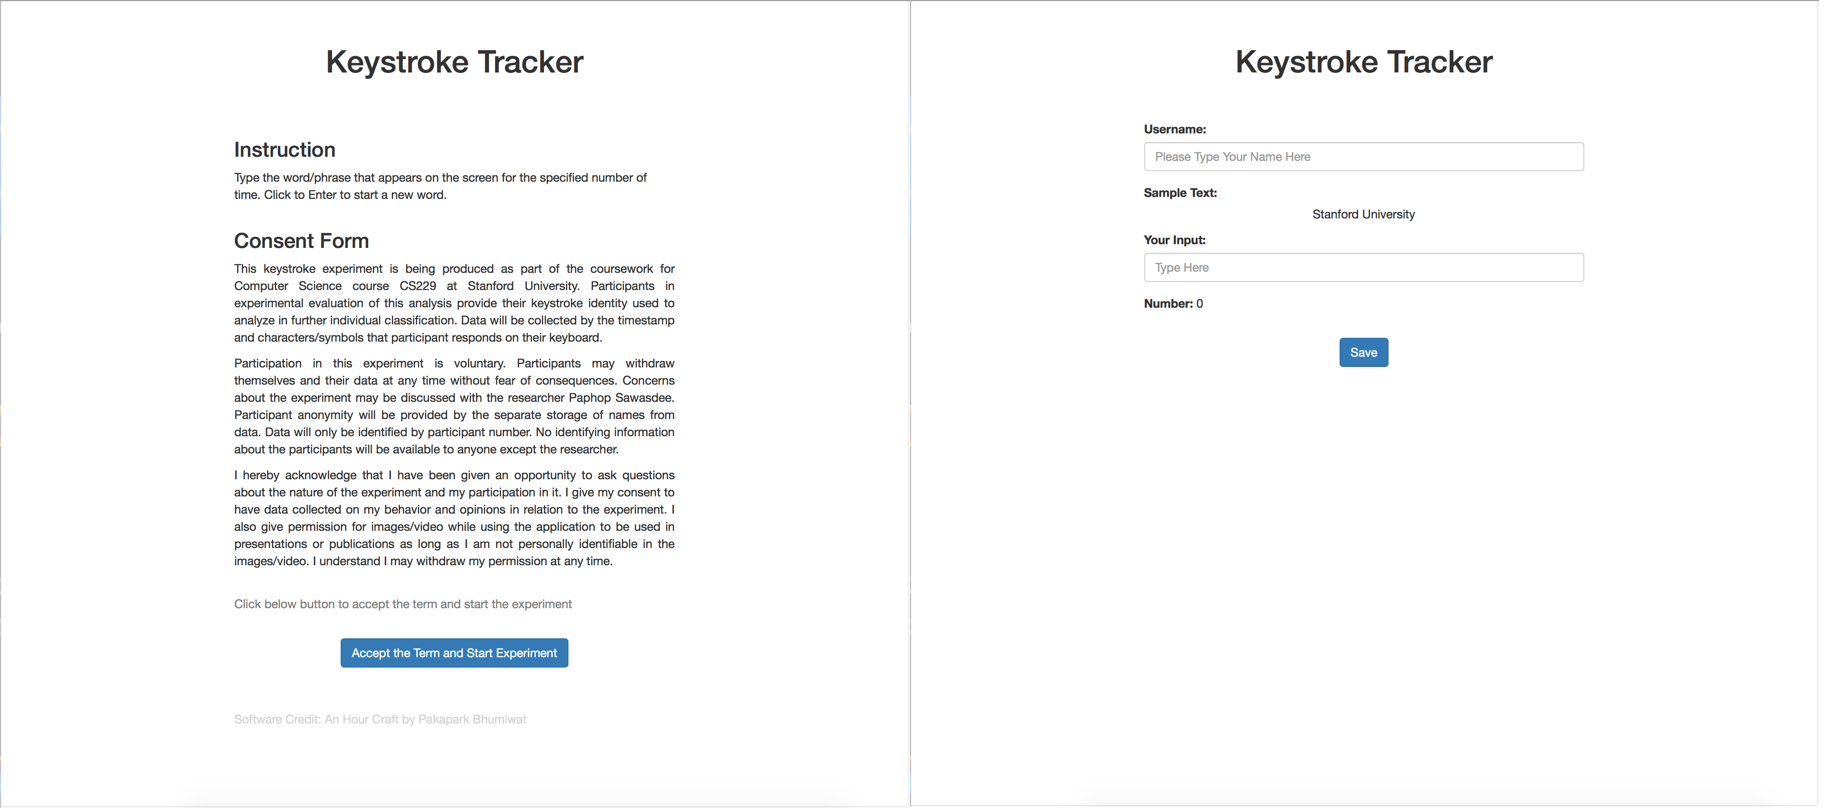 Keystroke Tracker
Instruction
Type the word/phrase that appears on the screen for the specified number of
time. Click to Enter to start a new word.
Consent Form
This keystroke experiment is being produced as part of the coursework for
Computer Science course CS229 at Stanford University. Participants in
experimental evaluation of this analysis provide their keystroke identity used to
analyze in further individual classification. Data will be collected by the timestamp
and characters/symbols that participant responds on their keyboard.
Participation in this experiment is voluntary. Participants may withdraw
themselves and their data at any time without fear of consequences. Concerns
about the experiment may be discussed with the researcher Paphop Sawasdee.
Participant anonymity will be provided by the separate storage of names from
data. Data will only be identified by participant number. No identifying information
about the participants will be available to anyone except the researcher.
I hereby acknowledge that I have been given an opportunity to ask questions
about the nature of the experiment and my participation in it. I give my consent to
have data collected on my behavior and opinions in relation to the experiment. I
also give permission for images/video while using the application to be used in
presentations or publications as long as I am not personally identifiable in the
images/video. I understand I may withdraw my permission at any time.
Click below button to accept the term and start the experiment
Accept the Term and Start Experiment
Software Credit: An Hour Craft by Pakapark Bhumiwat
Keystroke Tracker
Username:
Please Type Your Name Here
Sample Text:
Stanford University
Your Input:
Type Here
Number: 0
Save